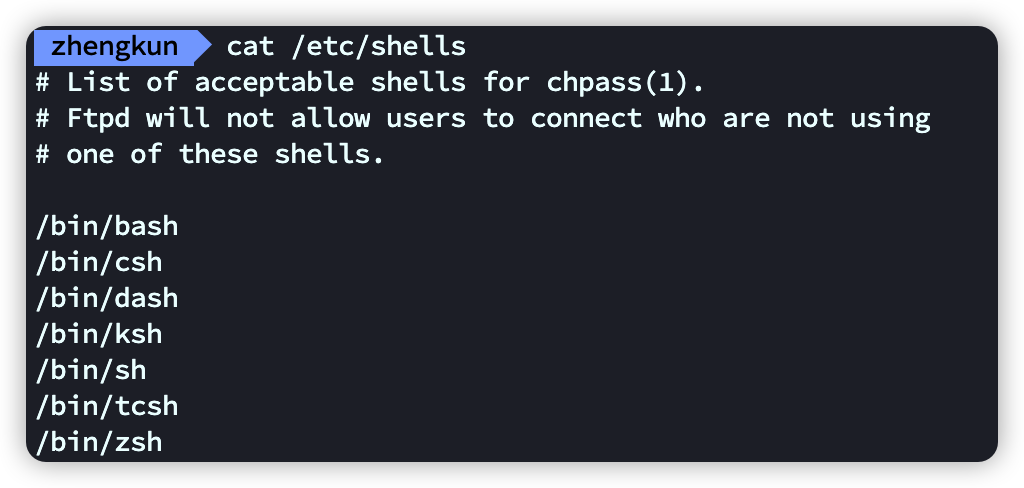 zhengkun cat /etc/shells
# List of acceptable shells for chpass(1).
# Ftpd will not allow users to connect who are not using
# one of these shells.
/bin/bash
/bin/csh
/bin/dash
/bin/ksh
/bin/sh
/bin/tcsh
/bin/zsh